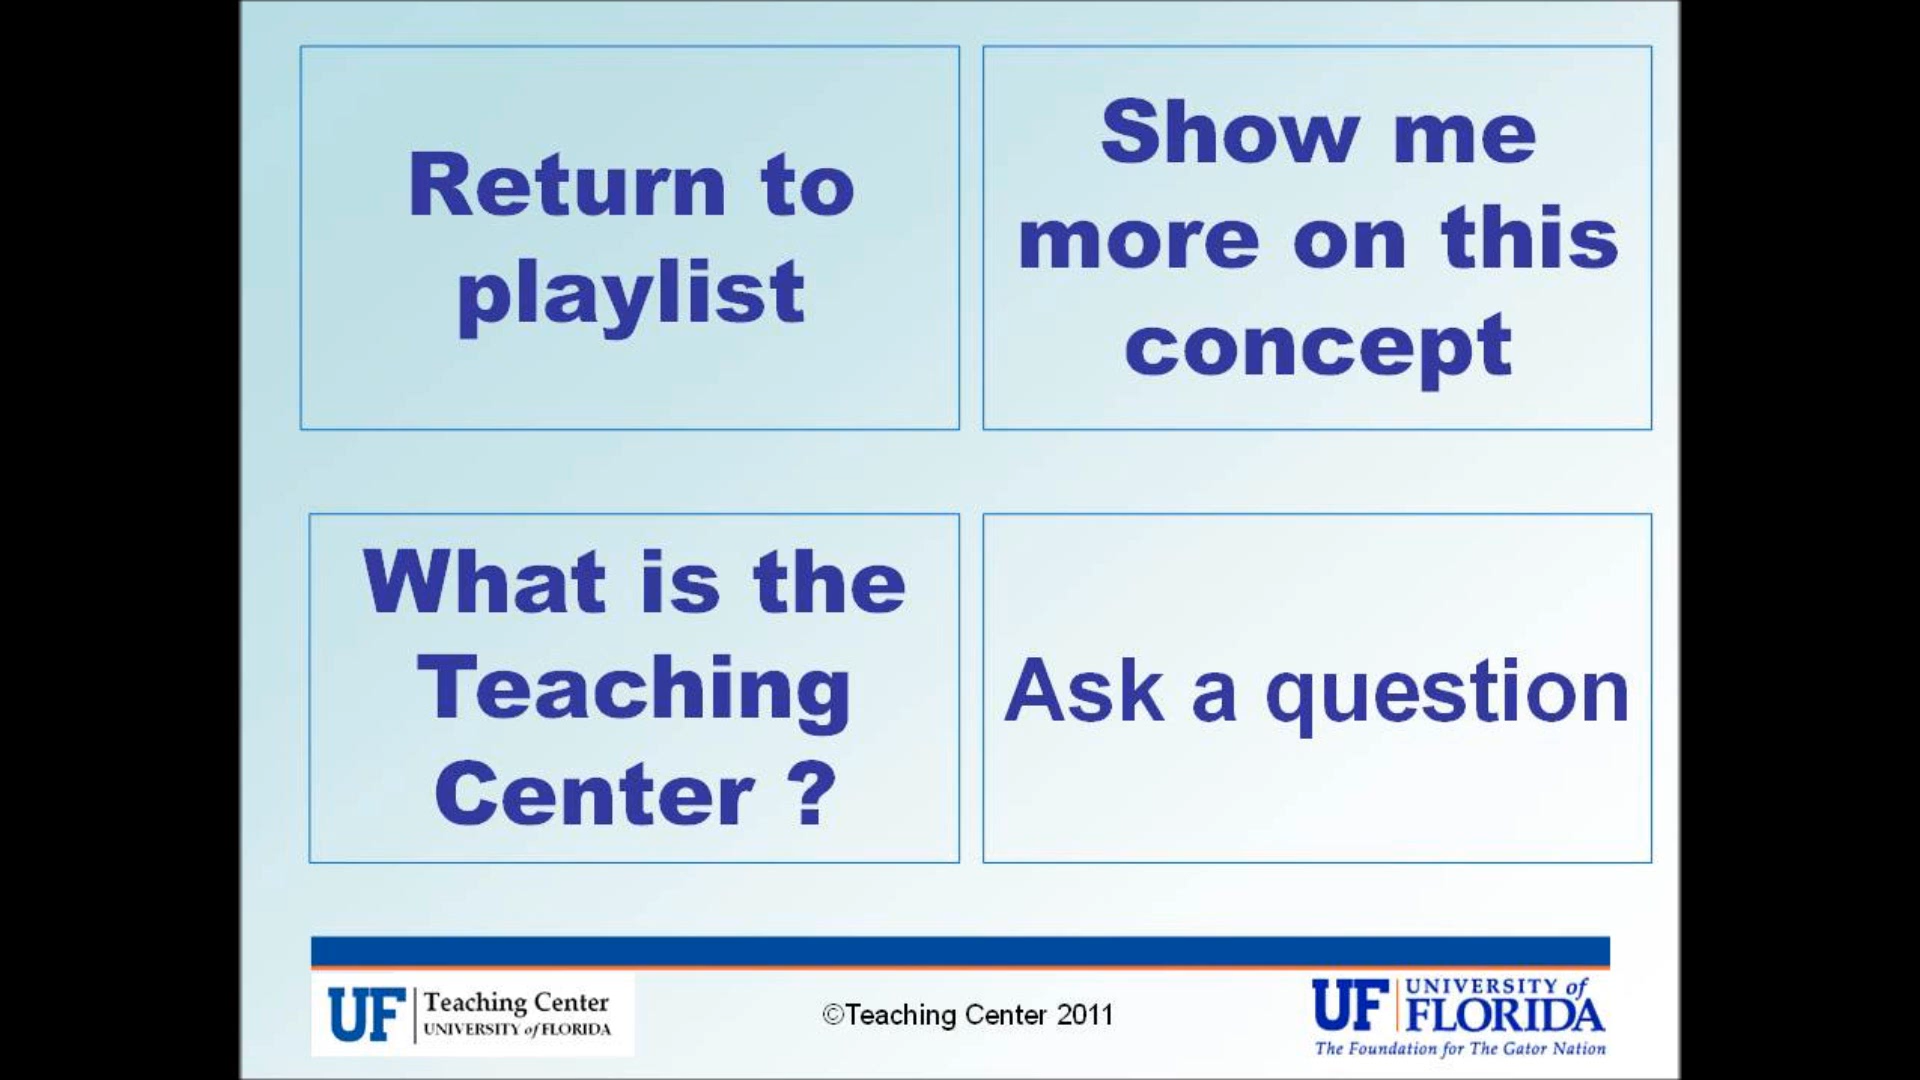 Return to
playlist
Show me
more on this
concept
What is the
Teaching
Center ?
Ask a question
UF Teaching Center
UNIVERSITY of FLORIDA
©Teaching Center 2011
UF UNIVERSITY of
FLORIDA
The Foundation for The Gator Nation